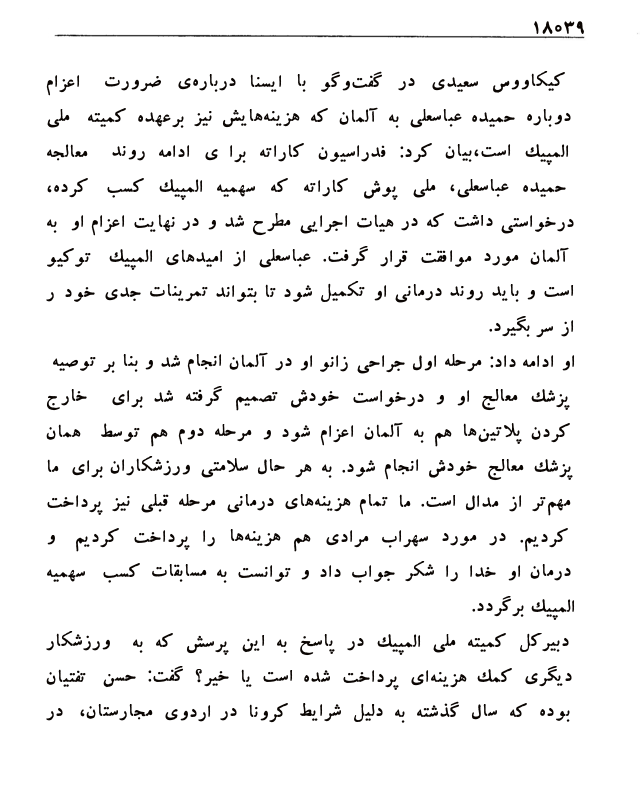 ۱۸۰۳۹
کیکاووس سعیدی در گفت‌وگو با ایسنا درباره‌ی ضرورت اعزام
دوباره حمیده عباسعلی به آلمان که هزینه‌هایش نیز برعهده کمیته ملی
المپیك است،بیان کرد: فدراسیون کاراته برا ی ادامه روند معالجه
حمیده عباسعلی، ملی پوش کاراته که سهمیه المپیك کسب کرده،
درخواستی داشت که در هیات اجرایی مطرح شد و در نهایت اعزام او به
آلمان مورد موافقت قرار گرفت. عباسعلی از امیدهای المپیك توکیو
است و باید روند درمانی او تکمیل شود تا بتواند تمرینات جدی خود ر
از سر بگیرد.
او ادامه داد: مرحله اول جراحی زانو او در آلمان انجام شد و بنا بر توصیه
پزشك معالج او و درخواست خودش تصمیم گرفته شد برای خارج
کردن پلاتین‌ها هم به آلمان اعزام شود و مرحله دوم هم توسط همان
پزشك معالج خودش انجام شود. به هر حال سلامتی ورزشکاران برای ما
مهم‌تر از مدال است. ما تمام هزینه‌های درمانی مرحله قبلی نیز پرداخت
کردیم. در مورد سهراب مرادی هم هزینه‌ها را پرداخت کردیم و
درمان او خدا را شکر جواب داد و توانست به مسابقات کسب سهمیه
المپیك برگردد.
دبیرکل کمیته ملی المپیك در پاسخ به این پرسش که به ورزشکار
دیگری کمك هزینه‌ای پرداخت شده است یا خیر؟ گفت: حسن تفتیان
بوده که سال گذشته به دلیل شرایط کرونا در اردوی مجارستان، در